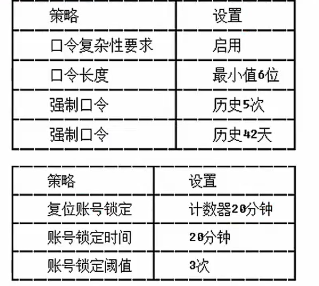 策略 设置
口令复杂性要求 启用
口令长度 最小值6位
强制口令 历史5次
强制口令 历史42天
策略 设置
复位账号锁定 计数器20分钟
账号锁定时间 20分钟
账号锁定阈值 3次